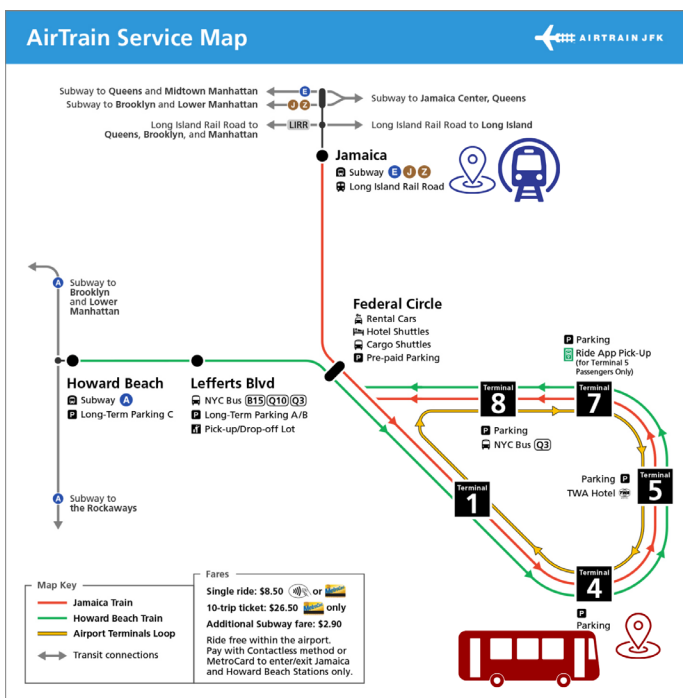 AirTrain Service Map
AIRTRAIN JFK
Subway to Queens and Midtown Manhattan
E
Subway to Brooklyn and Lower Manhattan
J Z
Subway to Jamaica Center, Queens
Long Island Rail Road to
Queens, Brooklyn, and Manhattan
LIRR
Long Island Rail Road to Long Island
Jamaica
Subway E J Z
Long Island Rail Road
A
Subway to
Brooklyn
and Lower
Manhattan
Federal Circle
Rental Cars
Hotel Shuttles
Cargo Shuttles
P Pre-paid Parking
P Parking
Ride App Pick-Up
(for Terminal 5
Passengers Only)
Howard Beach
Subway A
P Long-Term Parking C
Lefferts Blvd
NYC Bus B15 Q10 Q3
P Long-Term Parking A/B
Pick-up/Drop-off Lot
Terminal
8
Terminal
7
P Parking
NYC Bus Q3
Parking P
TWA Hotel
Terminal
5
Terminal
1
A
Subway to
the Rockaways
Terminal
4
P
Parking
Map Key
Jamaica Train
Howard Beach Train
Airport Terminals Loop
Transit connections
Fares
Single ride: $8.50 or
10-trip ticket: $26.50 only
Additional Subway fare: $2.90
Ride free within the airport.
Pay with Contactless method or
MetroCard to enter/exit Jamaica
and Howard Beach Stations only.